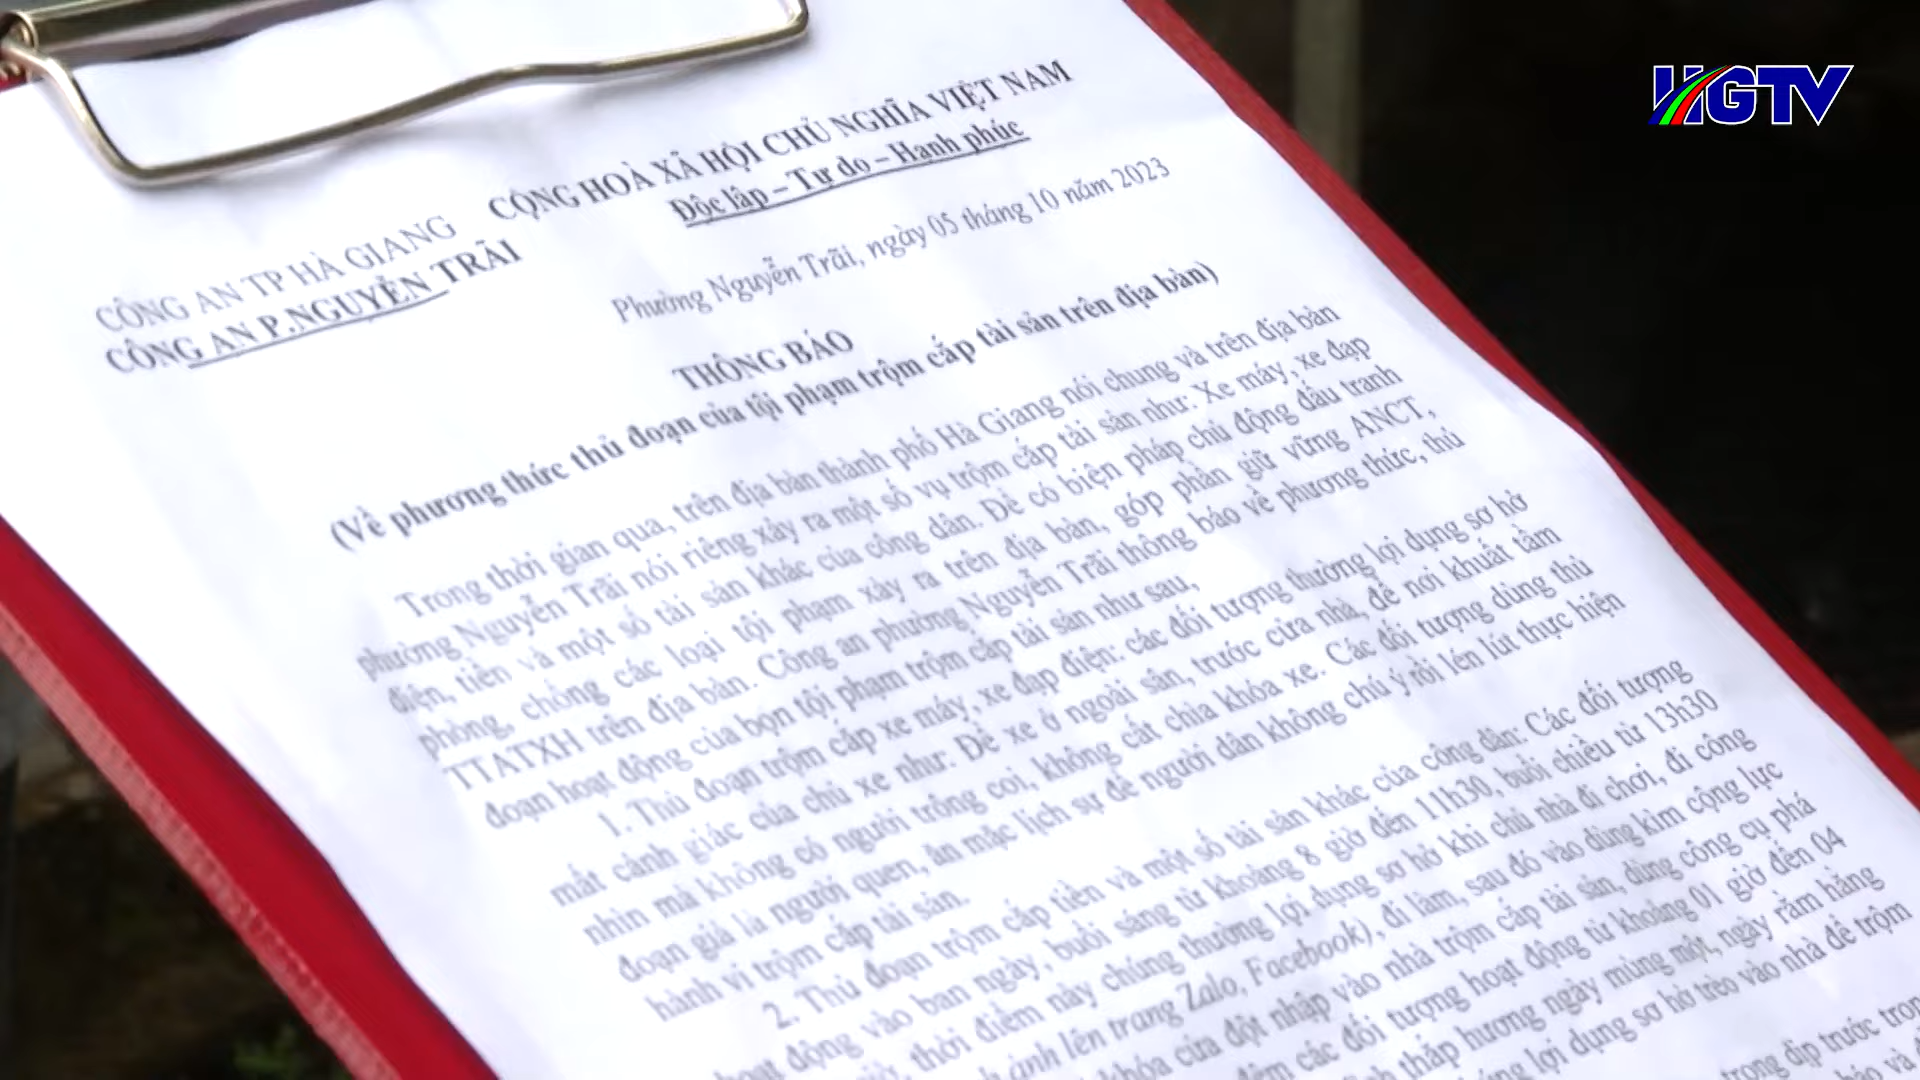 HGTV
CỘNG HOÀ XÃ HỘI CHỦ NGHĨA VIỆT NAM
Độc lập – Tự do – Hạnh phúc
CÔNG AN TP HÀ GIANG
CÔNG AN P.NGUYỄN TRÃI
Phường Nguyễn Trãi, ngày 05 tháng 10 năm 2023
THÔNG BÁO
(Về phương thức thủ đoạn của tội phạm trộm cắp tài sản trên địa bàn)
Trong thời gian qua, trên địa bàn thành phố Hà Giang nói chung và trên địa bàn
phường Nguyễn Trãi nói riêng xảy ra một số vụ trộm cắp tài sản như: Xe máy, xe đạp
điện, tiền và một số tài sản khác của công dân. Để có biện pháp chủ động đấu tranh
phòng, chống các loại tội phạm xảy ra trên địa bàn, góp phần giữ vững ANCT,
TTATXH trên địa bàn. Công an phường Nguyễn Trãi thông báo về phương thức, thủ
đoạn hoạt động của bọn tội phạm trộm cắp tài sản như sau,
1. Thủ đoạn trộm cắp xe máy, xe đạp điện: các đối tượng thường lợi dụng sơ hở
mất cảnh giác của chủ xe như: Để xe ở ngoài sân, trước cửa nhà, để nơi khuất tầm
nhìn mà không có người trông coi, không cất chìa khóa xe. Các đối tượng dùng thủ
đoạn giả là người quen, ăn mặc lịch sự để người dân không chú ý rồi lén lút thực hiện
hành vi trộm cắp tài sản.
2. Thủ đoạn trộm cắp tiền và một số tài sản khác của công dân: Các đối tượng
hoạt động vào ban ngày, buổi sáng từ khoảng 8 giờ đến 11h30, buổi chiều từ 13h30
thời điểm này chúng thường lợi dụng sơ hở khi chủ nhà đi chơi, đi công
ảnh lên trang Zalo, Facebook), đi làm, sau đó vào dùng kìm cộng lực
khóa cửa đột nhập vào nhà trộm cắp tài sản, dùng công cụ phá
đêm các đối tượng hoạt động từ khoảng 01 giờ đến 04
thắp hương ngày mùng một, ngày rằm hằng
lợi dụng sơ hở trèo vào nhà để trộm
trong dịp trước